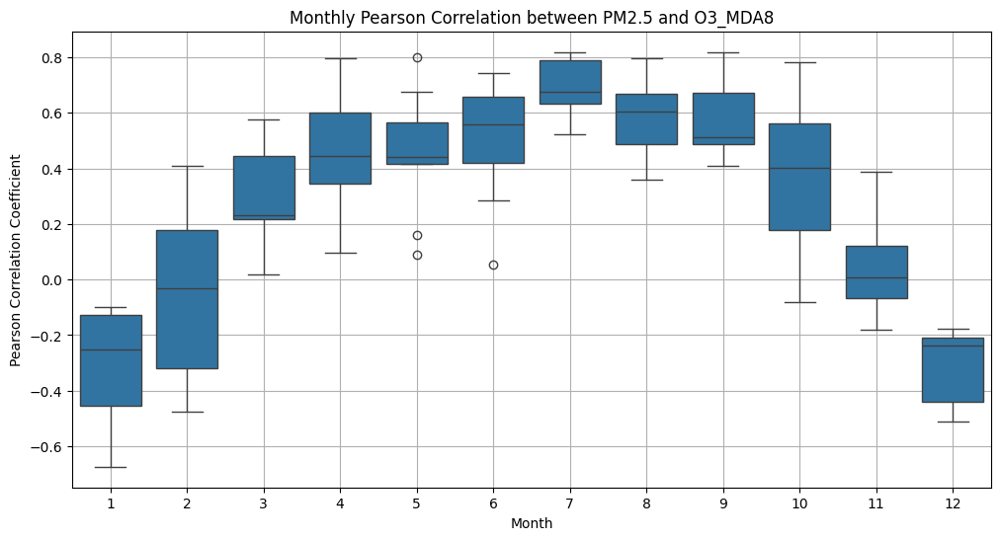 Monthly Pearson Correlation between PM2.5 and O3_MDA8
Pearson Correlation Coefficient
0.8
0.6
0.4
0.2
0.0
−0.2
−0.4
−0.6
1 2 3 4 5 6 7 8 9 10 11 12
Month